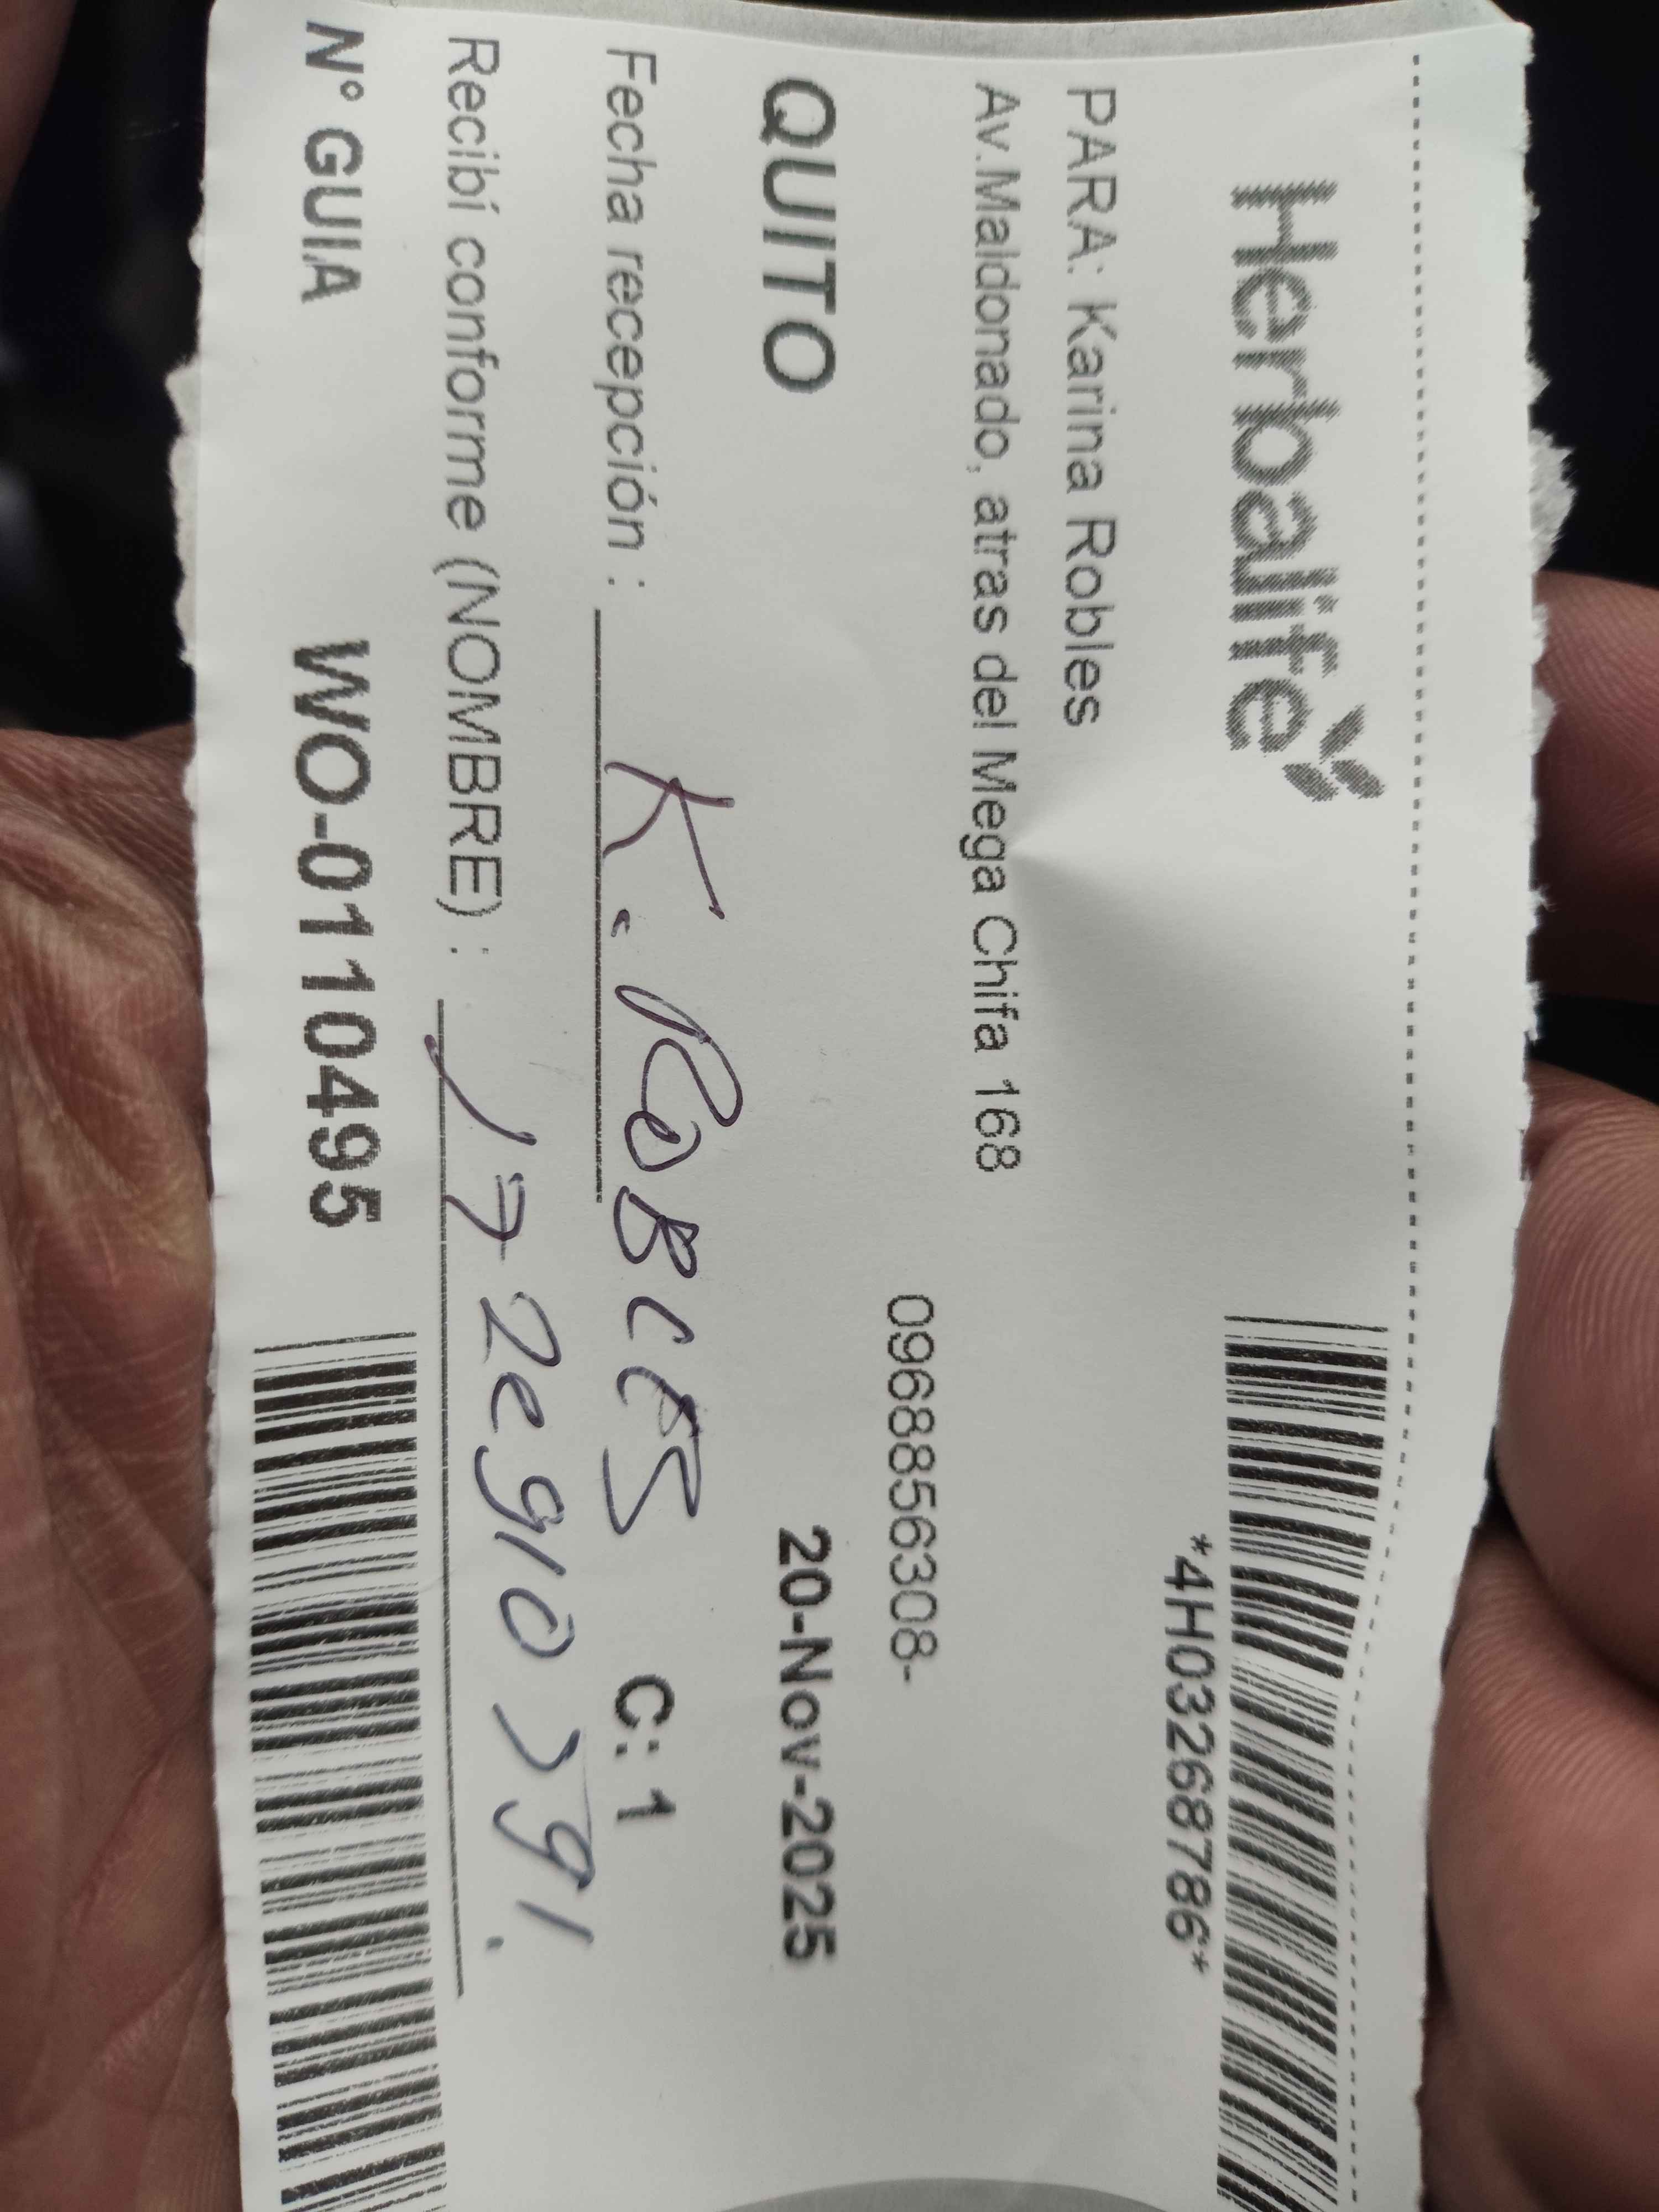 Herbalife
*4H03268786*
PARA: Karina Robles
Av.Maldonado, atras del Mega Chifa 168
0968856308-
QUITO
20-Nov-2025
Fecha recepción : K. Robles C: 1
Recibí conforme (NOMBRE) :
N° GUIA WO-0110495